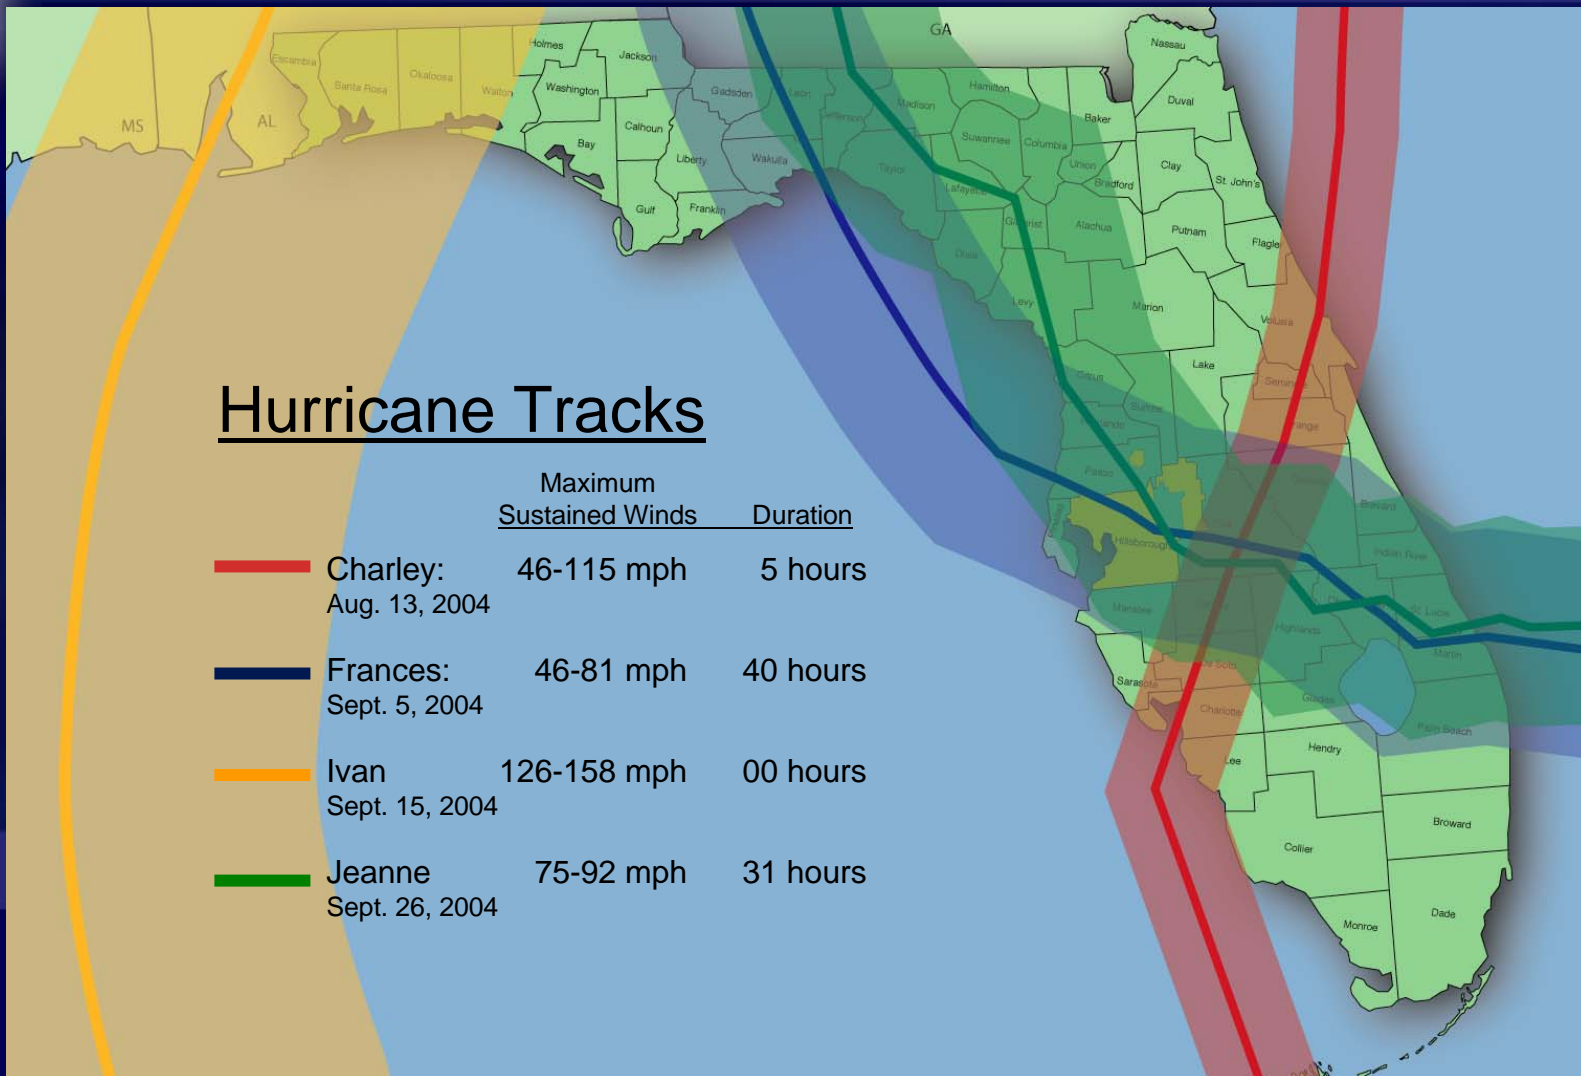 GA
Nassau
Holmes
Jackson
Escambia
Santa Rosa
Okaloosa
Walton
Washington
Gadsden
Leon
Madison
Hamilton
Duval
Baker
MS
AL
Calhoun
Jefferson
Bay
Liberty
Wakulla
Suwannee
Columbia
Union
Clay
Taylor
Bradford
St. John's
Lafayette
Gulf
Franklin
Alachua
Putnam
Flagler
Dixie
Levy
Marion
Volusia
Lake
Citrus
Hurricane Tracks
Pasco
Brevard
Hillsborough
Indian River
Maximum
Sustained Winds Duration
Charley: 46-115 mph 5 hours
Aug. 13, 2004
Manatee
St. Lucie
Highlands
Frances: 46-81 mph 40 hours
Sept. 5, 2004
Martin
De Soto
Sarasota
Charlotte
Glades
Palm Beach
Ivan 126-158 mph 00 hours
Sept. 15, 2004
Hendry
Lee
Broward
Collier
Jeanne 75-92 mph 31 hours
Sept. 26, 2004
Dade
Monroe